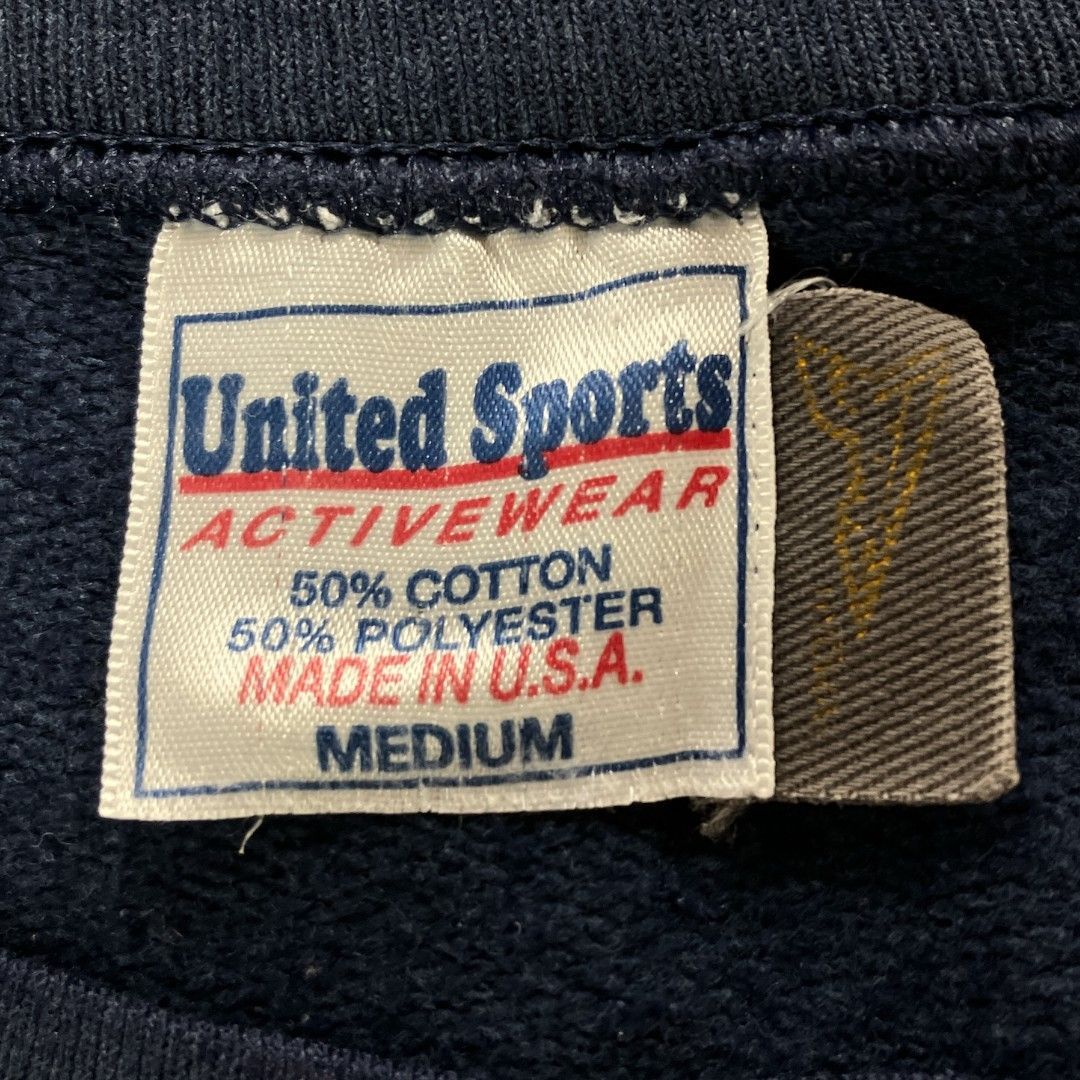 United Sports
ACTIVEWEAR
50% COTTON
50% POLYESTER
MADE IN U.S.A.
MEDIUM